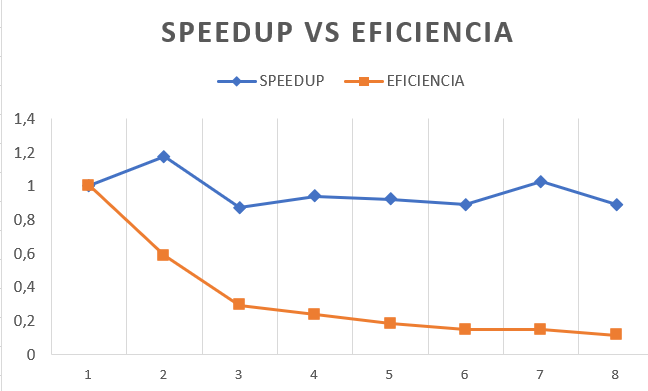 SPEEDUP VS EFICIENCIA
SPEEDUP EFICIENCIA
1,4
1,2
1
0,8
0,6
0,4
0,2
0
1 2 3 4 5 6 7 8